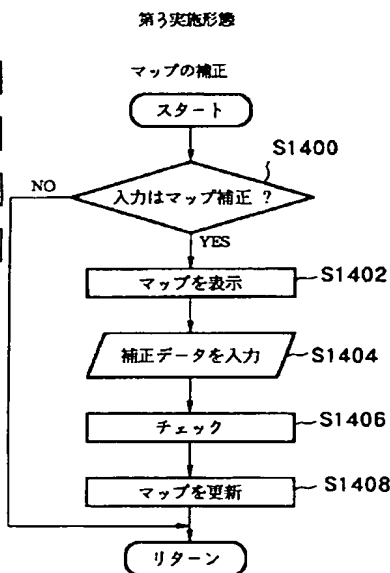 第3実施形態
マップの補正
スタート
S1400
入力はマップ補正 ?
NO
YES
マップを表示
S1402
補正データを入力
S1404
チェック
S1406
マップを更新
S1408
リターン